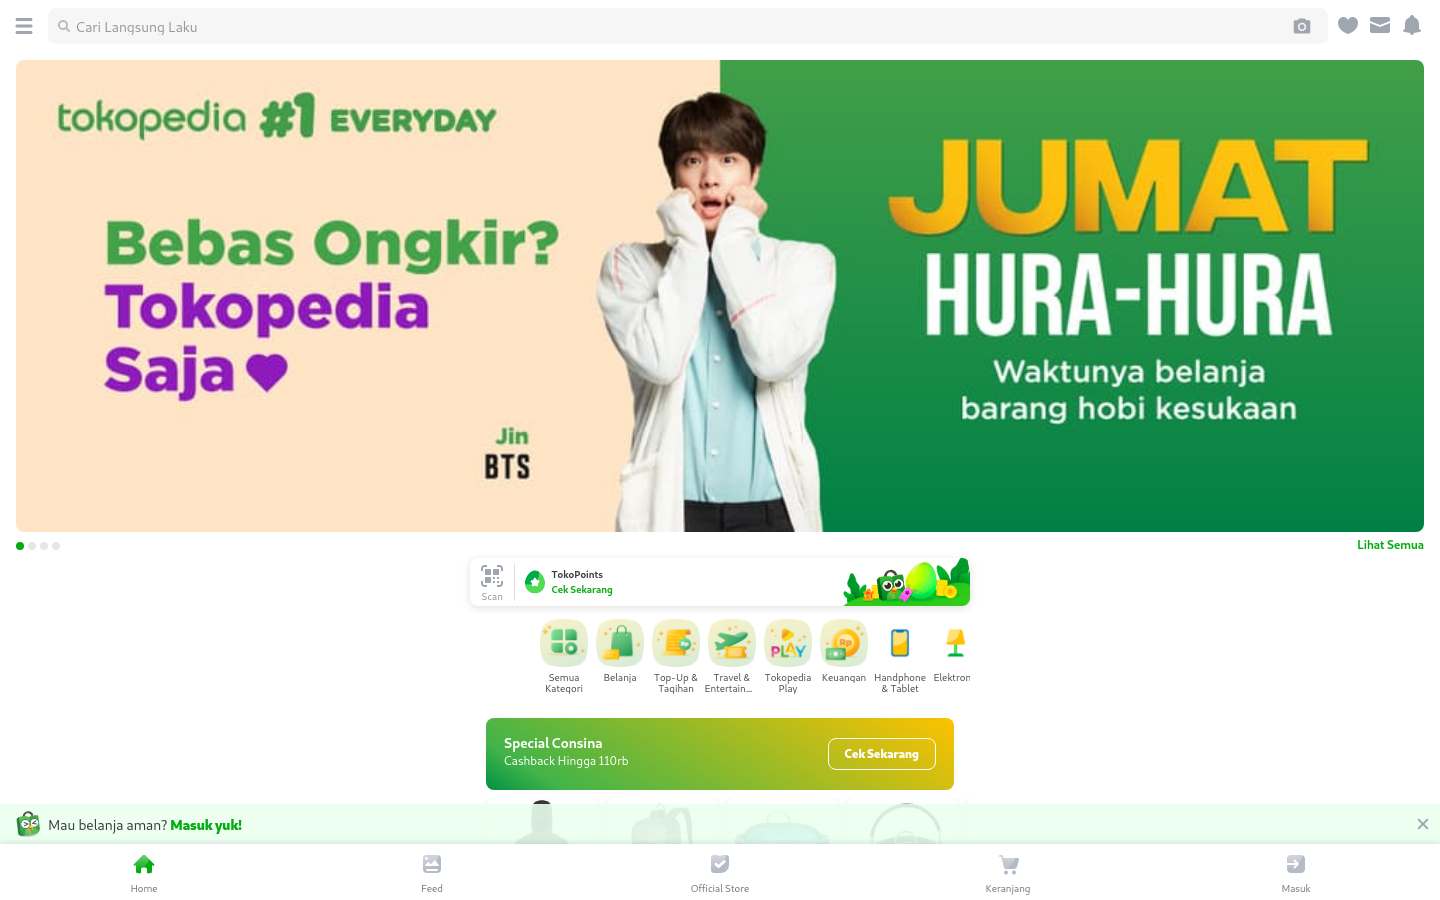 Cari Langsung Laku
tokopedia #1 EVERYDAY
Bebas Ongkir?
Tokopedia
Saja
Jin
BTS
JUMAT
HURA-HURA
Waktunya belanja
barang hobi kesukaan
Lihat Semua
Scan
TokoPoints
Cek Sekarang
Semua
Kategori
Belanja
Top-Up &
Tagihan
Travel &
Entertain...
Tokopedia
Play
Keuangan
Handphone
& Tablet
Elektron
Rp
Rp
PLAY
Special Consina
Cashback Hingga 110rb
Cek Sekarang
Mau belanja aman? Masuk yuk!
Home
Feed
Official Store
Keranjang
Masuk